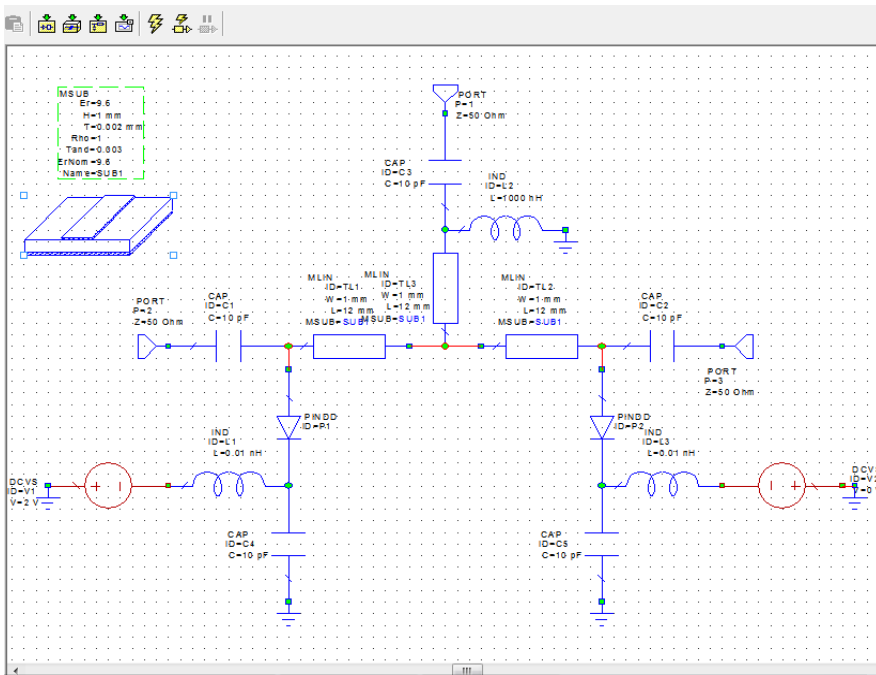 MSUB
Er=9.6
H=1 mm
T=0.002 mm
Rho=1
Tand=0.003
ErNom=9.6
Name=SUB1
PORT
P=1
Z=50 Ohm
CAP
ID=C3
C=10 pF
IND
ID=L2
L=1000 nH
MLIN
ID=TL1
W=1 mm
L=12 mm
MSUB=SUB1
MLIN
ID=TL3
W=1 mm
L=12 mm
MSUB=SUB1
MLIN
ID=TL2
W=1 mm
L=12 mm
MSUB=SUB1
PORT
P=2
Z=50 Ohm
CAP
ID=C1
C=10 pF
CAP
ID=C2
C=10 pF
PORT
P=3
Z=50 Ohm
PINDD
ID=P1
PINDD
ID=P2
IND
ID=L1
L=0.01 nH
IND
ID=L3
L=0.01 nH
DCVS
ID=V1
V=2 V
CAP
ID=C4
C=10 pF
CAP
ID=C5
C=10 pF